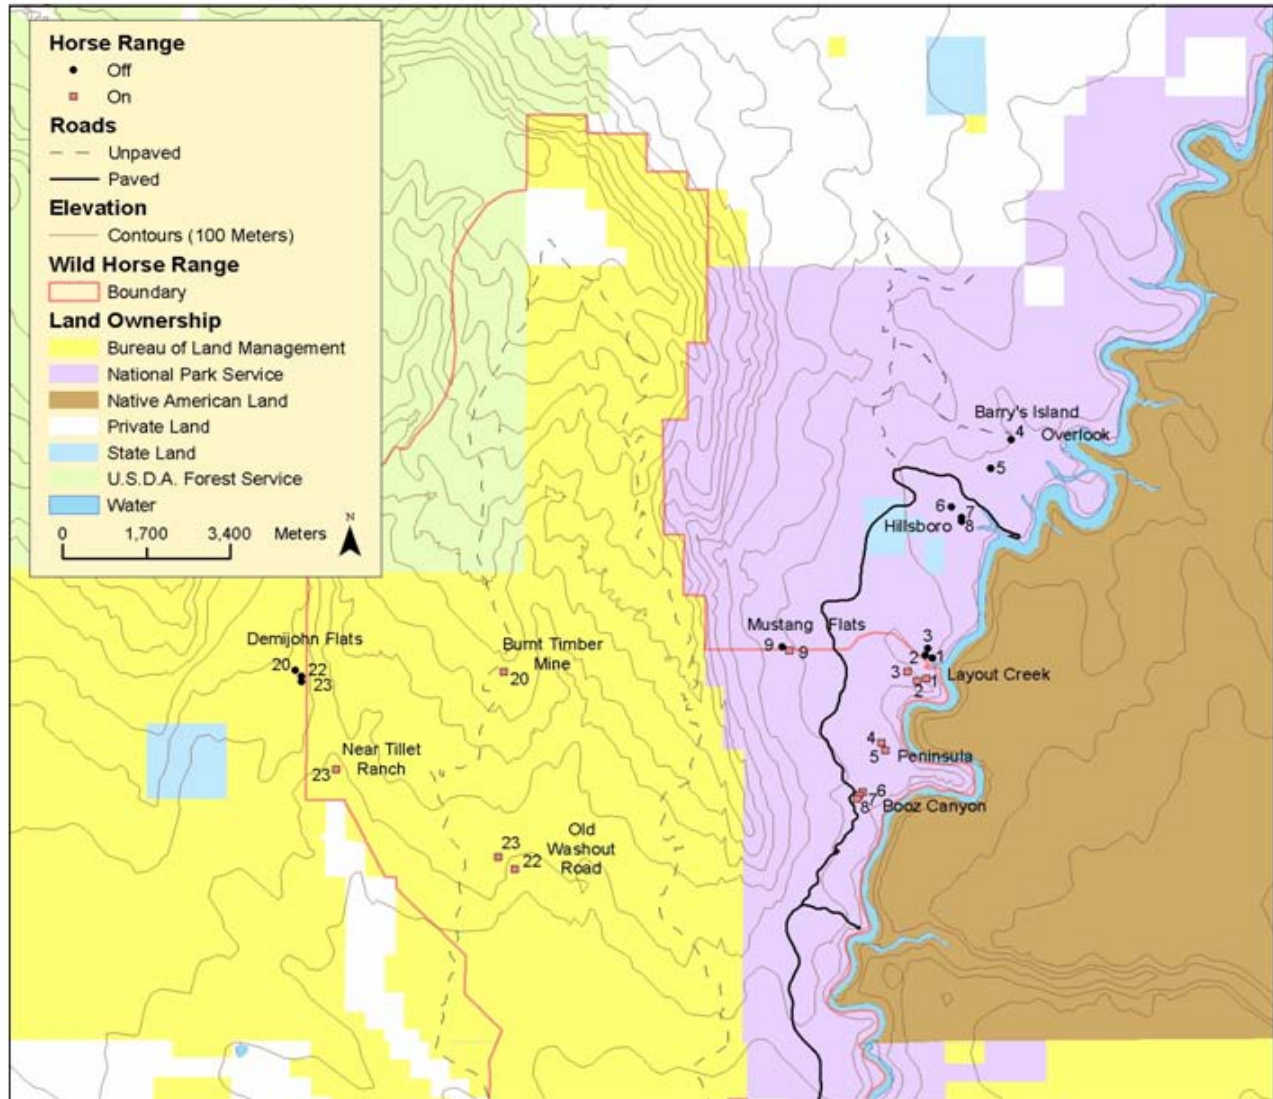 Horse Range
Off
On
Roads
Unpaved
Paved
Elevation
Contours (100 Meters)
Wild Horse Range
Boundary
Land Ownership
Bureau of Land Management
National Park Service
Native American Land
Private Land
State Land
U.S.D.A. Forest Service
Water
0 1,700 3,400 Meters
N
Barry's Island
4
Overlook
5
6
7
Hillsboro
8
Mustang Flats
9
9
3
2
1
3
1
2
Layout Creek
4
5
Peninsula
6
7
8
Booz Canyon
Demijohn Flats
20
22
23
Burnt Timber
Mine
20
Near Tillet
Ranch
23
Old
Washout
Road
23
22